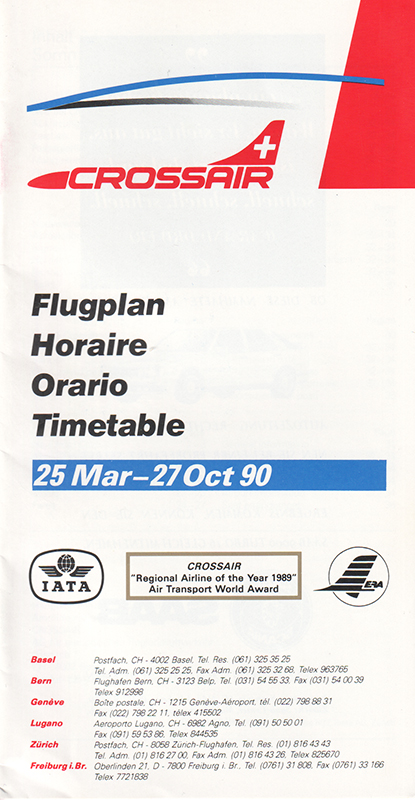 CROSSAIR
Flugplan
Horaire
Orario
Timetable
25 Mar–27 Oct 90
IATA
CROSSAIR
"Regional Airline of the Year 1989"
Air Transport World Award
ERA
Basel Postfach, CH - 4002 Basel, Tel. Res. (061) 325 35 25
Tel. Adm. (061) 325 25 25, Fax Adm. (061) 325 32 68, Telex 963765
Bern Flughafen Bern, CH - 3123 Belp, Tel. (031) 54 55 33, Fax (031) 54 00 39
Telex 912998
Genève Boîte postale, CH - 1215 Genève-Aéroport, tél. (022) 798 88 31
Fax (022) 798 22 11, télex 415502
Lugano Aeroporto Lugano, CH - 6982 Agno, Tel. (091) 50 50 01
Fax (091) 59 53 86, Telex 844535
Zürich Postfach, CH - 8058 Zürich-Flughafen, Tel. Res. (01) 816 43 43
Tel. Adm. (01) 816 27 00, Fax Adm. (01) 816 43 26, Telex 825670
Freiburg i. Br. Oberlinden 21, D - 7800 Freiburg i. Br., Tel. (0761) 31 808, Fax (0761) 33 166
Telex 7721838